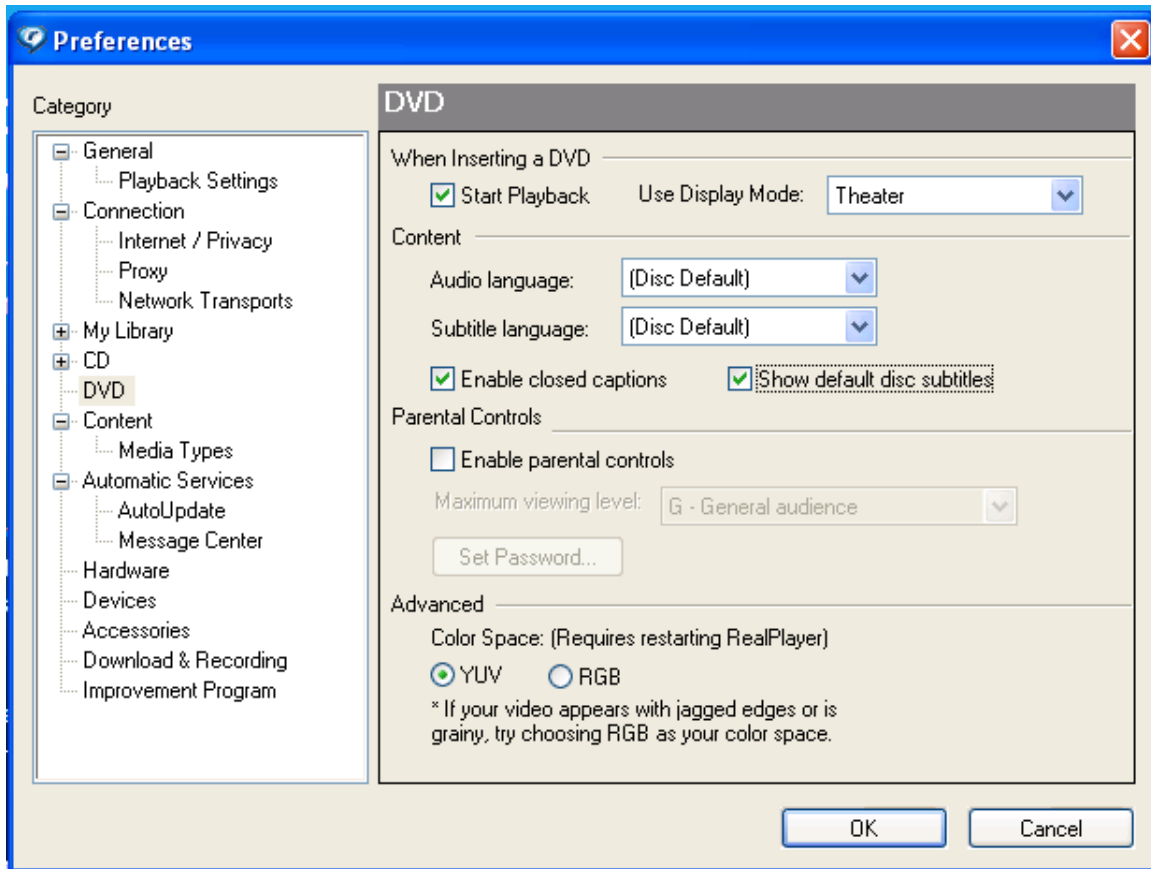 Preferences
Category
General
Playback Settings
Connection
Internet / Privacy
Proxy
Network Transports
My Library
CD
DVD
Content
Media Types
Automatic Services
AutoUpdate
Message Center
Hardware
Devices
Accessories
Download & Recording
Improvement Program
DVD
When Inserting a DVD
Start Playback Use Display Mode: Theater
Content
Audio language: (Disc Default)
Subtitle language: (Disc Default)
Enable closed captions Show default disc subtitles
Parental Controls
Enable parental controls
Maximum viewing level: G - General audience
Set Password...
Advanced
Color Space: (Requires restarting RealPlayer)
YUV RGB
* If your video appears with jagged edges or is
grainy, try choosing RGB as your color space.
OK Cancel